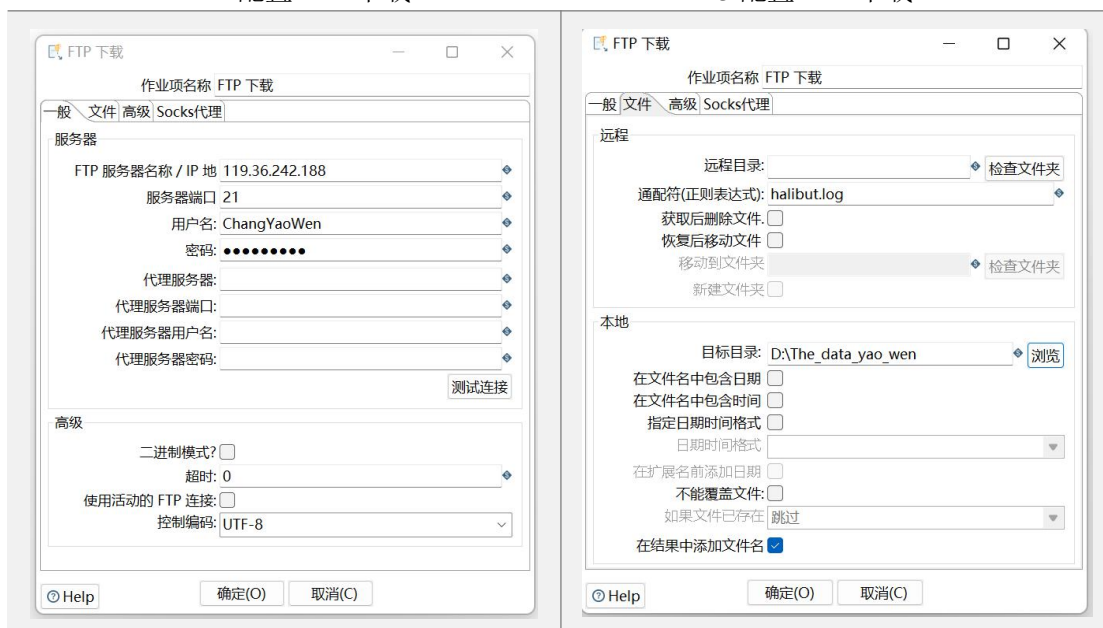 FTP 下载
作业项名称 FTP 下载
一般 文件 高级 Socks代理
服务器
FTP 服务器名称 / IP 地 119.36.242.188
服务器端口 21
用户名: ChangYaoWen
密码: ●●●●●●●●●
代理服务器:
代理服务器端口:
代理服务器用户名:
代理服务器密码:
测试连接
高级
二进制模式?
超时: 0
使用活动的 FTP 连接:
控制编码: UTF-8
Help 确定(O) 取消(C)
FTP 下载
作业项名称 FTP 下载
一般 文件 高级 Socks代理
远程
远程目录: 检查文件夹
通配符(正则表达式): halibut.log
获取后删除文件.
恢复后移动文件
移动到文件夹 检查文件夹
新建文件夹
本地
目标目录: D:\The_data_yao_wen 浏览
在文件名中包含日期
在文件名中包含时间
指定日期时间格式
日期时间格式
在扩展名前添加日期
不能覆盖文件:
如果文件已存在 跳过
在结果中添加文件名
Help 确定(O) 取消(C)